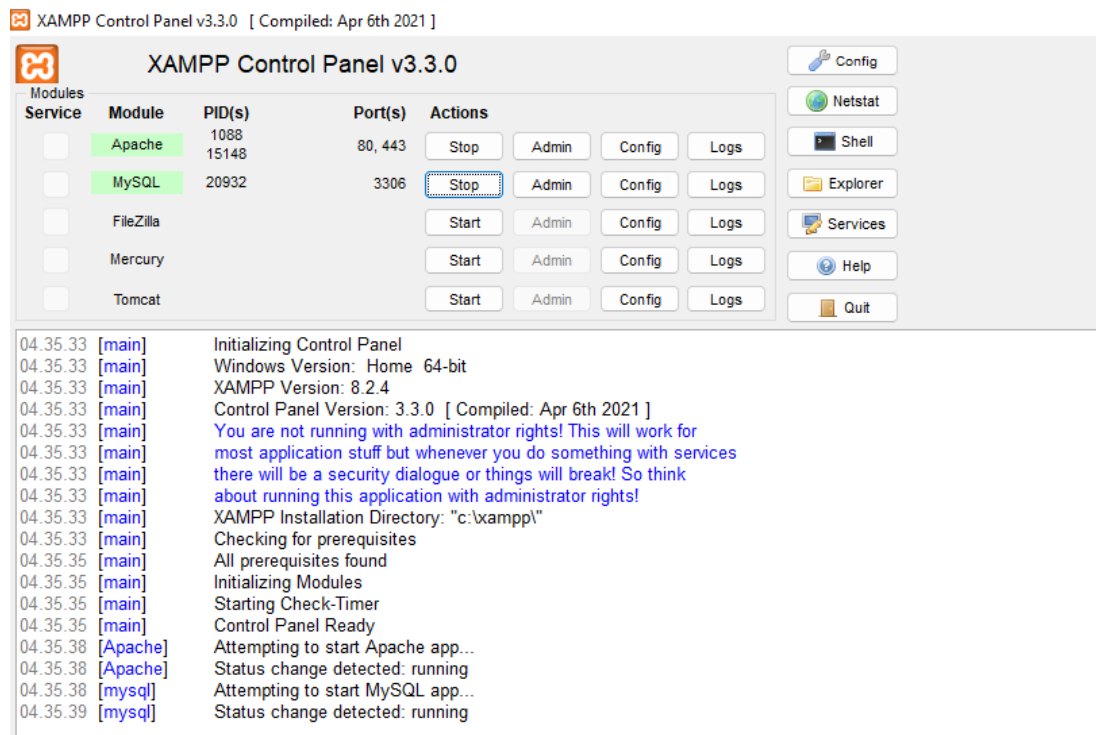 XAMPP Control Panel v3.3.0 [ Compiled: Apr 6th 2021 ]
XAMPP Control Panel v3.3.0
Config
Modules
Service Module PID(s) Port(s) Actions
Netstat
Apache 1088 15148 80, 443 Stop Admin Config Logs
Shell
MySQL 20932 3306 Stop Admin Config Logs
Explorer
FileZilla Start Admin Config Logs
Services
Mercury Start Admin Config Logs
Help
Tomcat Start Admin Config Logs
Quit
04.35.33 [main] Initializing Control Panel
04.35.33 [main] Windows Version: Home 64-bit
04.35.33 [main] XAMPP Version: 8.2.4
04.35.33 [main] Control Panel Version: 3.3.0 [ Compiled: Apr 6th 2021 ]
04.35.33 [main] You are not running with administrator rights! This will work for
04.35.33 [main] most application stuff but whenever you do something with services
04.35.33 [main] there will be a security dialogue or things will break! So think
04.35.33 [main] about running this application with administrator rights!
04.35.33 [main] XAMPP Installation Directory: "c:\xampp\"
04.35.33 [main] Checking for prerequisites
04.35.35 [main] All prerequisites found
04.35.35 [main] Initializing Modules
04.35.35 [main] Starting Check-Timer
04.35.35 [main] Control Panel Ready
04.35.38 [Apache] Attempting to start Apache app...
04.35.38 [Apache] Status change detected: running
04.35.38 [mysql] Attempting to start MySQL app...
04.35.39 [mysql] Status change detected: running